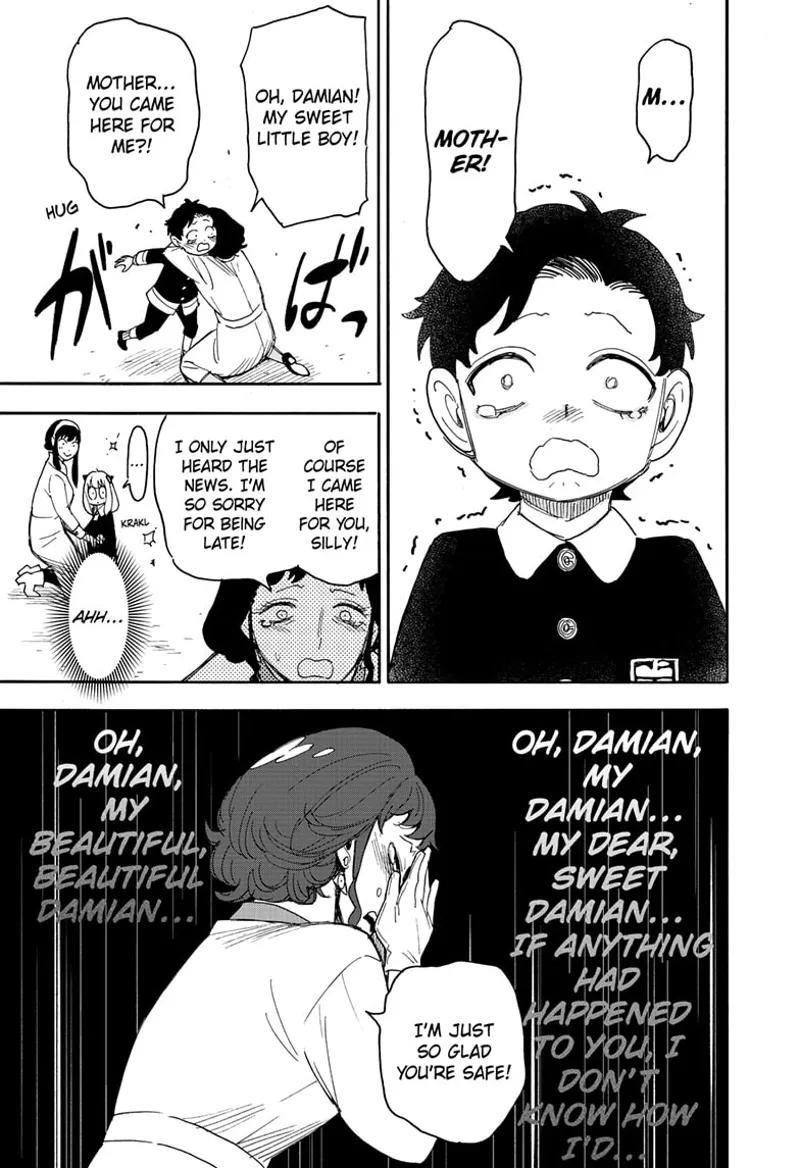 M...
MOTH-
ER!
OH, DAMIAN!
MY SWEET
LITTLE BOY!
MOTHER...
YOU CAME
HERE FOR
ME?!
HUG
がばっ
OF
COURSE
I CAME
HERE
FOR YOU,
SILLY!
I ONLY JUST
HEARD THE
NEWS. I'M
SO SORRY
FOR BEING
LATE!
...
KRAKL
AHH...
OH, DAMIAN,
MY
DAMIAN...
MY DEAR,
SWEET
DAMIAN...
IF ANYTHING
HAD
HAPPENED
TO YOU, I
DON'T
KNOW HOW
I'D...
I'M JUST
SO GLAD
YOU'RE SAFE!
OH,
DAMIAN,
MY
BEAUTIFUL,
BEAUTIFUL
DAMIAN...